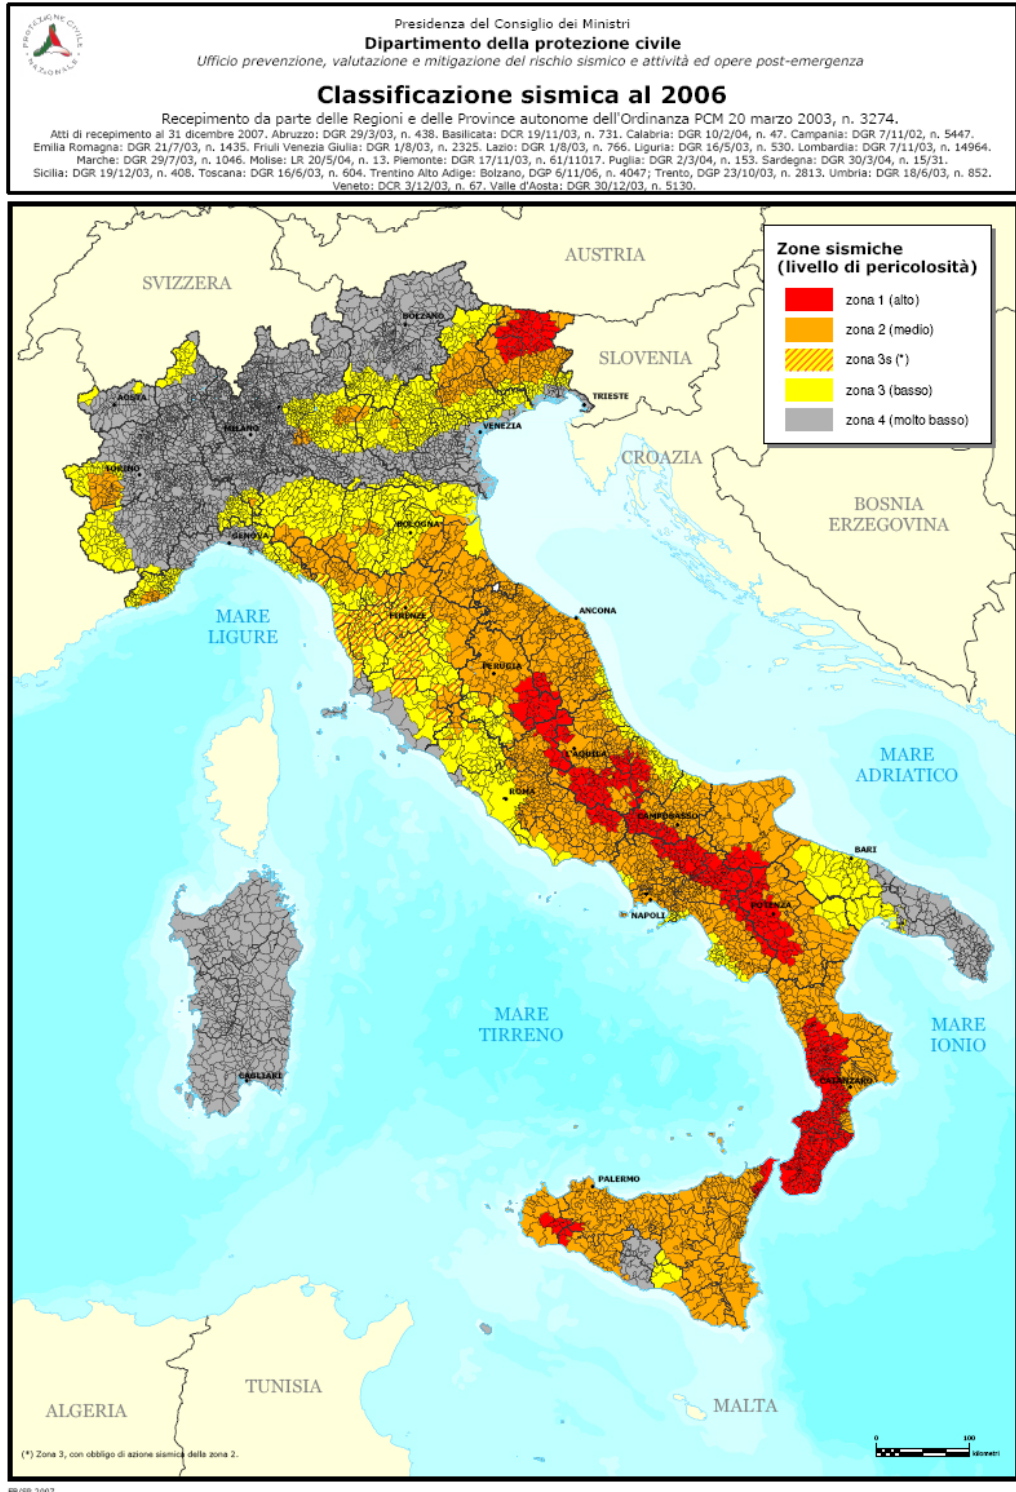 PROTEZIONE CIVILE
NAZIONALE
Presidenza del Consiglio dei Ministri
Dipartimento della protezione civile
Ufficio prevenzione, valutazione e mitigazione del rischio sismico e attività ed opere post-emergenza
Classificazione sismica al 2006
Recepimento da parte delle Regioni e delle Province autonome dell'Ordinanza PCM 20 marzo 2003, n. 3274.
Atti di recepimento al 31 dicembre 2007. Abruzzo: DGR 29/3/03, n. 438. Basilicata: DCR 19/11/03, n. 731. Calabria: DGR 10/2/04, n. 47. Campania: DGR 7/11/02, n. 5447.
Emilia Romagna: DGR 21/7/03, n. 1435. Friuli Venezia Giulia: DGR 1/8/03, n. 2325. Lazio: DGR 1/8/03, n. 766. Liguria: DGR 16/5/03, n. 530. Lombardia: DGR 7/11/03, n. 14964.
Marche: DGR 29/7/03, n. 1046. Molise: LR 20/5/04, n. 13. Piemonte: DGR 17/11/03, n. 61/11017. Puglia: DGR 2/3/04, n. 153. Sardegna: DGR 30/3/04, n. 15/31.
Sicilia: DGR 19/12/03, n. 408. Toscana: DGR 16/6/03, n. 604. Trentino Alto Adige: Bolzano, DGP 6/11/06, n. 4047; Trento, DGP 23/10/03, n. 2813. Umbria: DGR 18/6/03, n. 852.
Veneto: DCR 3/12/03, n. 67. Valle d'Aosta: DGR 30/12/03, n. 5130.
Zone sismiche
(livello di pericolosità)
zona 1 (alto)
zona 2 (medio)
zona 3s (*)
zona 3 (basso)
zona 4 (molto basso)
AUSTRIA
SVIZZERA
BOLZANO
SLOVENIA
AOSTA
TRIESTE
MILANO
VENEZIA
CROAZIA
TORINO
BOSNIA
ERZEGOVINA
BOLOGNA
GENOVA
MARE
LIGURE
FIRENZE
ANCONA
PERUGIA
L'AQUILA
MARE
ADRIATICO
ROMA
CAMPOBASSO
BARI
POTENZA
NAPOLI
MARE
TIRRENO
MARE
IONIO
CAGLIARI
CATANZARO
PALERMO
TUNISIA
ALGERIA
MALTA
(*) Zona 3, con obbligo di azione sismica della zona 2.
0 100
kilometri